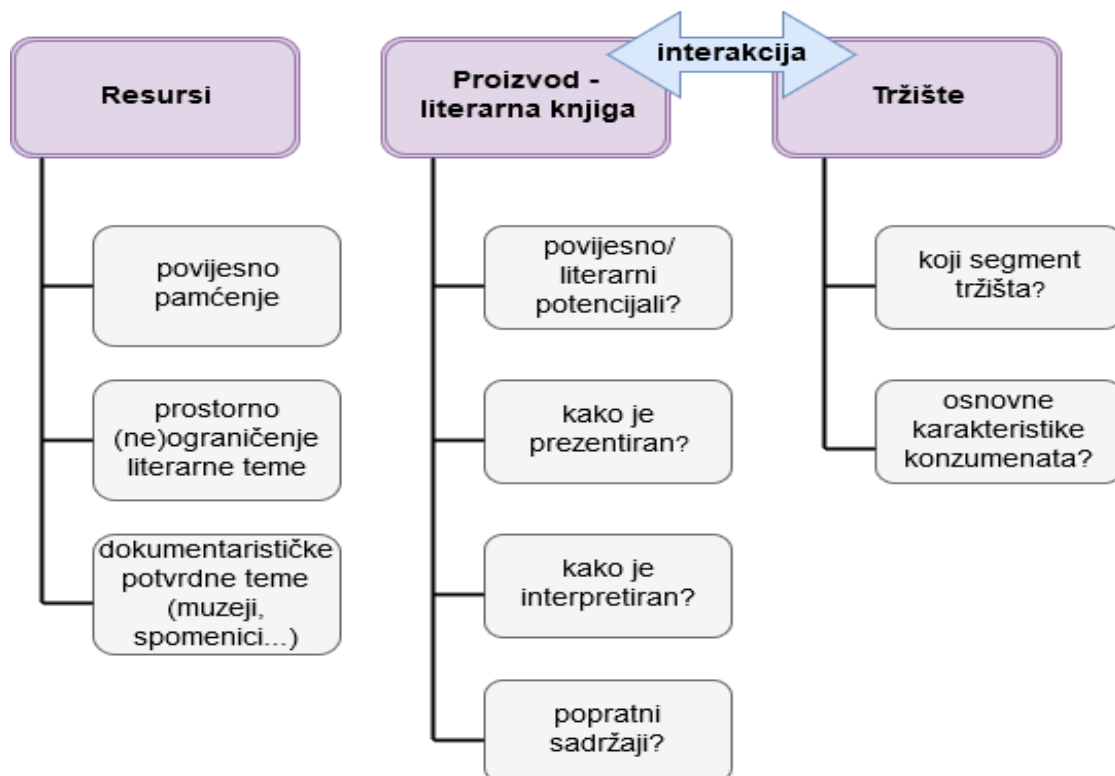 Resursi
povijesno
pamćenje
prostorno
(ne)ograničenje
literarne teme
dokumentarističke
potvrdne teme
(muzeji,
spomenici...)
Proizvod -
literarna knjiga
povijesno/
literarni
potencijali?
kako je
prezentiran?
kako je
interpretiran?
popratni
sadržaji?
interakcija
Tržište
koji segment
tržišta?
osnovne
karakteristike
konzumenata?